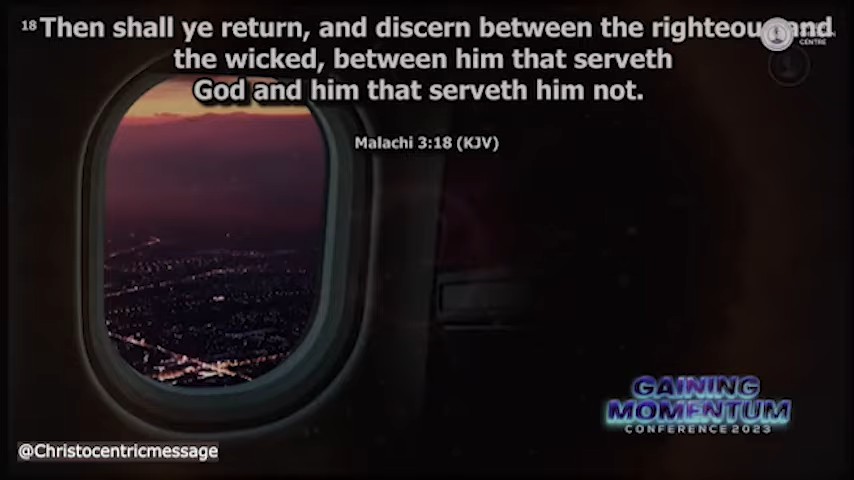 18 Then shall ye return, and discern between the righteous and
the wicked, between him that serveth
God and him that serveth him not.
Malachi 3:18 (KJV)
CENTRE
GAINING
MOMENTUM
CONFERENCE 2023
@Christocentricmessage